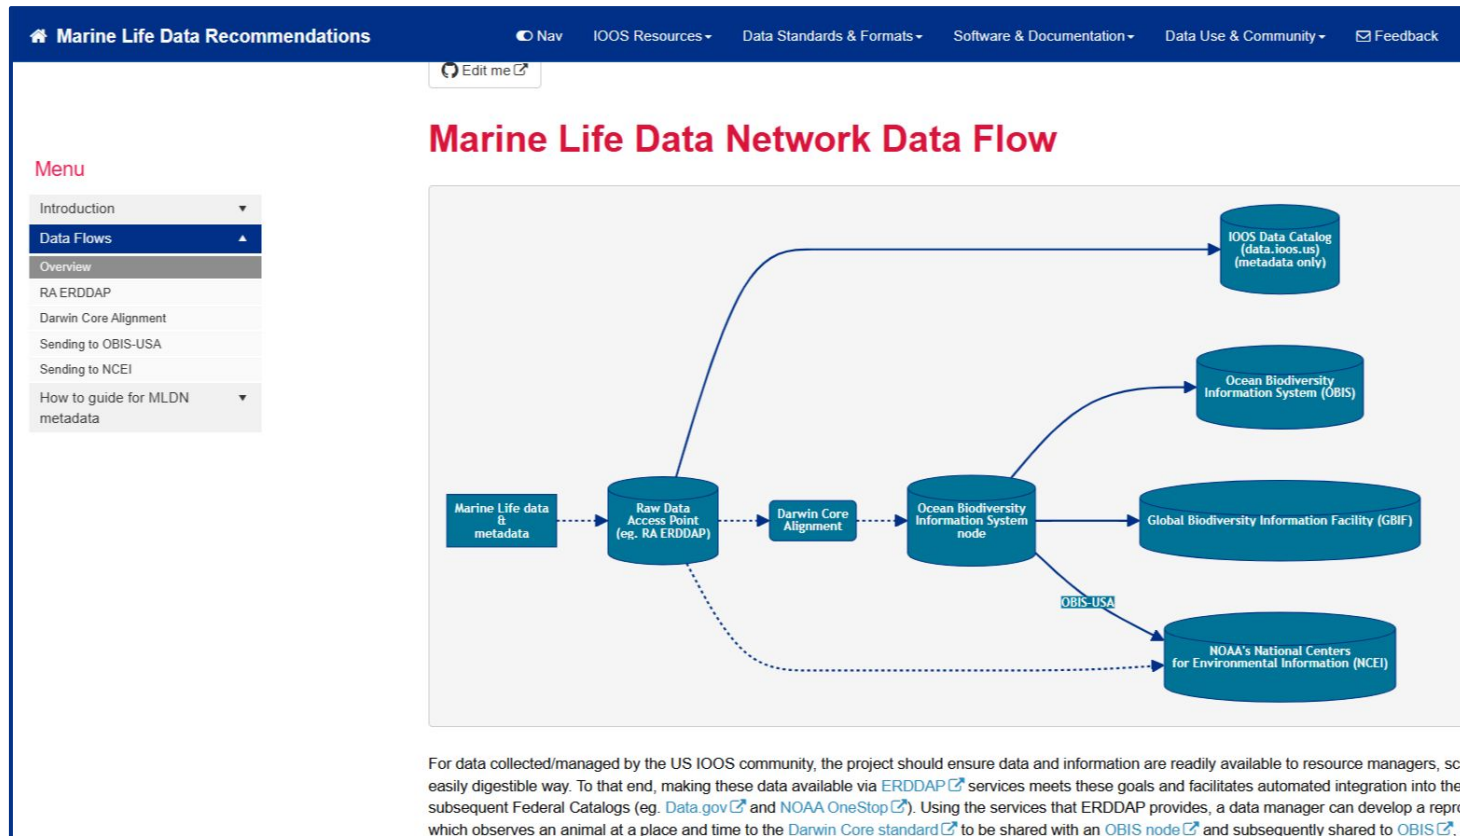 Marine Life Data Recommendations
Nav
IOOS Resources
Data Standards & Formats
Software & Documentation
Data Use & Community
Feedback
Edit me
Marine Life Data Network Data Flow
Menu
Introduction
Data Flows
Overview
RA ERDDAP
Darwin Core Alignment
Sending to OBIS-USA
Sending to NCEI
How to guide for MLDN
metadata
IOOS Data Catalog
(data.ioos.us)
(metadata only)
Ocean Biodiversity
Information System (OBIS)
Marine Life data
&
metadata
Raw Data
Access Point
(eg. RA ERDDAP)
Darwin Core
Alignment
Ocean Biodiversity
Information System
node
Global Biodiversity Information Facility (GBIF)
OBIS-USA
NOAA's National Centers
for Environmental Information (NCEI)
For data collected/managed by the US IOOS community, the project should ensure data and information are readily available to resource managers, sc
easily digestible way. To that end, making these data available via ERDDAP services meets these goals and facilitates automated integration into the
subsequent Federal Catalogs (eg. Data.gov and NOAA OneStop). Using the services that ERDDAP provides, a data manager can develop a repro
which observes an animal at a place and time to the Darwin Core standard to be shared with an OBIS node and subsequently shared to OBIS.